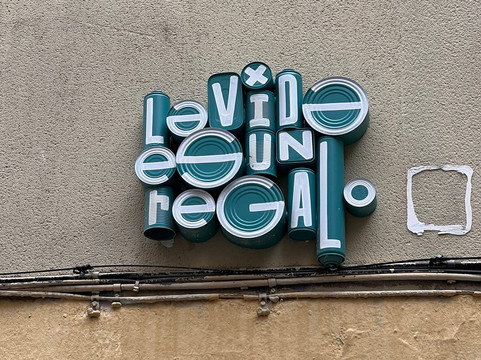 La VIDa
eS UN
reGALo